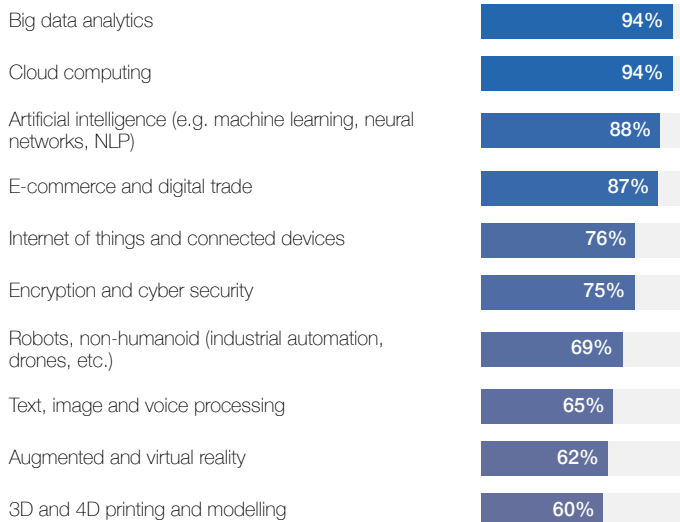 Big data analytics 94%
Cloud computing 94%
Artificial intelligence (e.g. machine learning, neural
networks, NLP) 88%
E-commerce and digital trade 87%
Internet of things and connected devices 76%
Encryption and cyber security 75%
Robots, non-humanoid (industrial automation,
drones, etc.) 69%
Text, image and voice processing 65%
Augmented and virtual reality 62%
3D and 4D printing and modelling 60%